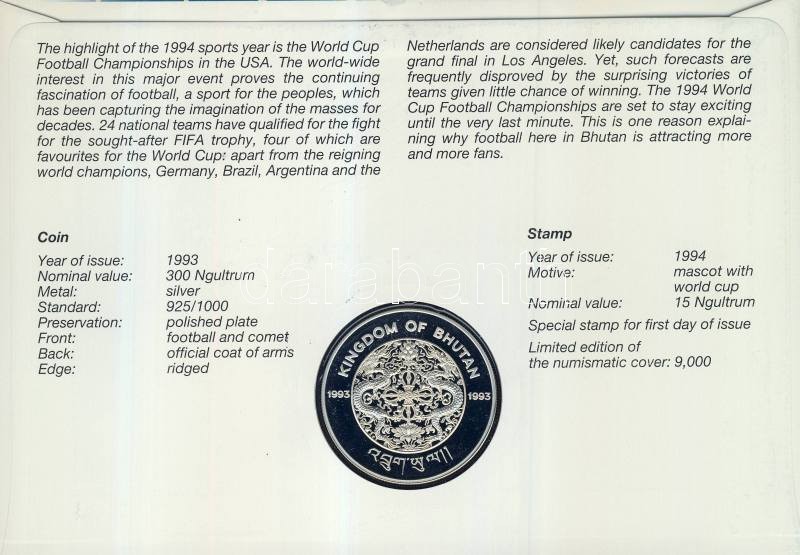 The highlight of the 1994 sports year is the World Cup
Football Championships in the USA. The world-wide
interest in this major event proves the continuing
fascination of football, a sport for the peoples, which
has been capturing the imagination of the masses for
decades. 24 national teams have qualified for the fight
for the sought-after FIFA trophy, four of which are
favourites for the World Cup: apart from the reigning
world champions, Germany, Brazil, Argentina and the
Netherlands are considered likely candidates for the
grand final in Los Angeles. Yet, such forecasts are
frequently disproved by the surprising victories of
teams given little chance of winning. The 1994 World
Cup Football Championships are set to stay exciting
until the very last minute. This is one reason explai-
ning why football here in Bhutan is attracting more
and more fans.
Coin
Year of issue: 1993
Nominal value: 300 Ngultrum
Metal: silver
Standard: 925/1000
Preservation: polished plate
Front: football and comet
Back: official coat of arms
Edge: ridged
Stamp
Year of issue: 1994
Motive: mascot with
world cup
Nominal value: 15 Ngultrum
Special stamp for first day of issue
Limited edition of
the numismatic cover: 9,000
KINGDOM OF BHUTAN
1993 1993
འབྲུག་ཡུལ།།
darabanth